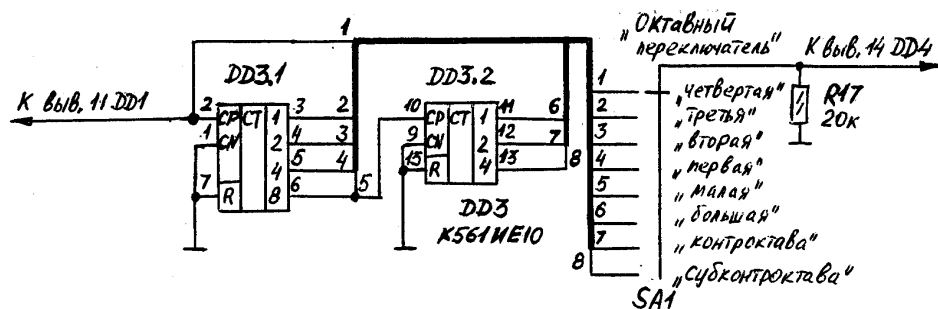 „Октавный
переключатель"
К выв. 14 DD4
1
DD3.1
DD3.2
К выв. 11 DD1
2 CP CT 1 3 2
1 CN 2 4 3
4 5 4
7 R 8 6 5
10 CP CT 1 11 6
9 CN 2 12 7
15 R 4 13 8
DD3
К561ИЕ10
1 „четвертая"
2 „третья"
3 „вторая"
4 „первая"
5 „малая"
6 „большая"
7 „контроктава"
8 „субконтроктава"
SA1
R17
20к